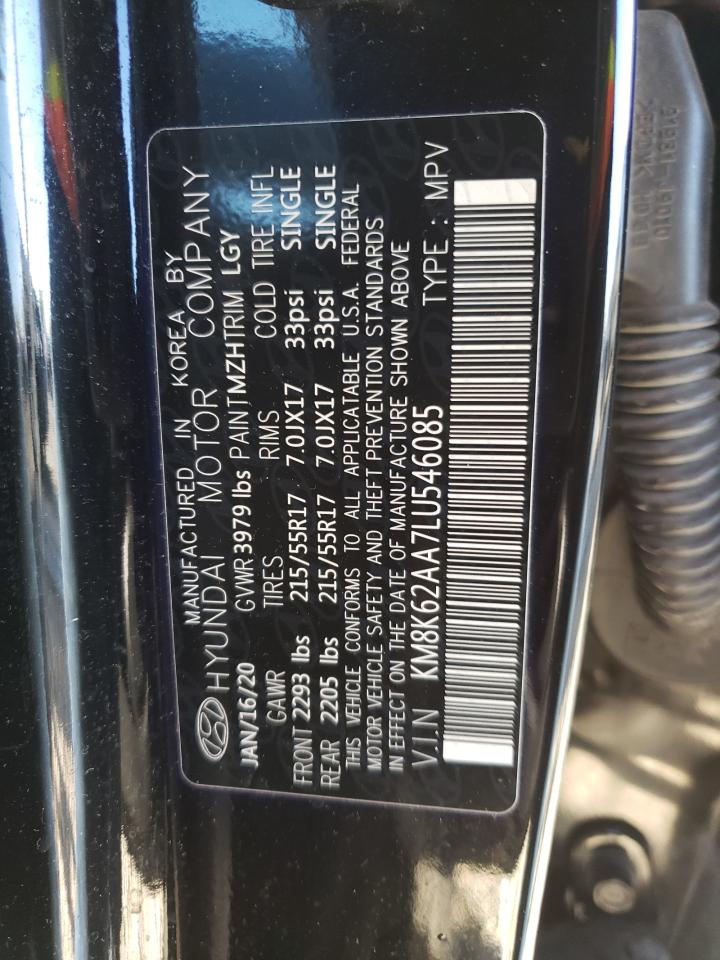 MANUFACTURED IN KOREA BY
HYUNDAI MOTOR COMPANY
JAN/16/20 GVWR 3979 lbs PAINT MZH TRIM LGY
GAWR TIRES RIMS COLD TIRE INFL
FRONT 2293 lbs 215/55R17 7.0JX17 33psi SINGLE
REAR 2205 lbs 215/55R17 7.0JX17 33psi SINGLE
THIS VEHICLE CONFORMS TO ALL APPLICATABLE U.S.A. FEDERAL
MOTOR VEHICLE SAFETY AND THEFT PREVENTION STANDARDS
IN EFFECT ON THE DATE OF MANUFACTURE SHOWN ABOVE
V.I.N KM8K62AA7LU546085 TYPE : MPV